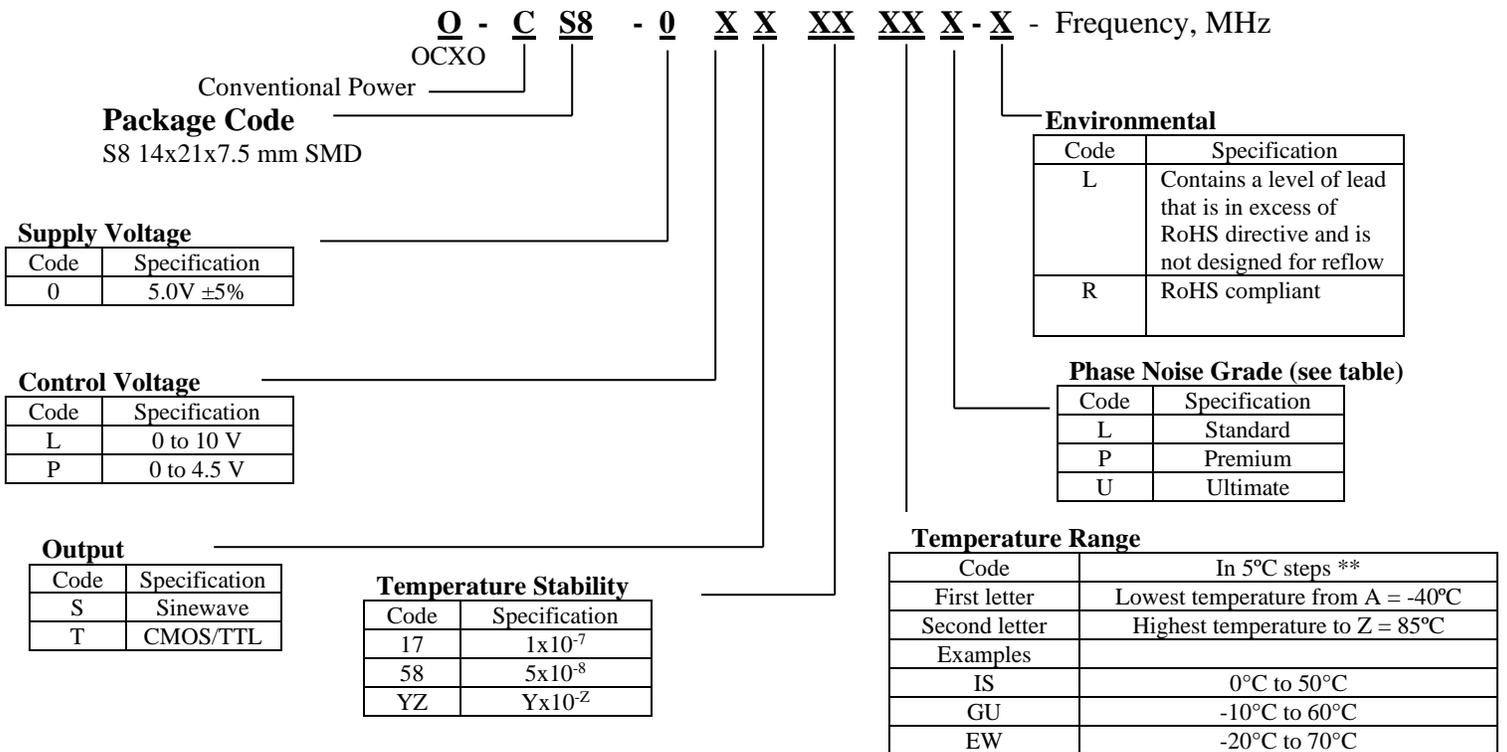 O - C S8 - 0 X X XX XX X - X - Frequency, MHz
OCXO
Conventional Power
Package Code
S8 14x21x7.5 mm SMD
Supply Voltage
Code Specification
0 5.0V ±5%
Control Voltage
Code Specification
L 0 to 10 V
P 0 to 4.5 V
Output
Code Specification
S Sinewave
T CMOS/TTL
Temperature Stability
Code Specification
17 1x10⁻⁷
58 5x10⁻⁸
YZ Yx10⁻ᶻ
Environmental
Code Specification
L Contains a level of lead
that is in excess of
RoHS directive and is
not designed for reflow
R RoHS compliant
Phase Noise Grade (see table)
Code Specification
L Standard
P Premium
U Ultimate
Temperature Range
Code In 5ºC steps **
First letter Lowest temperature from A = -40ºC
Second letter Highest temperature to Z = 85ºC
Examples
IS 0°C to 50°C
GU -10°C to 60°C
EW -20°C to 70°C